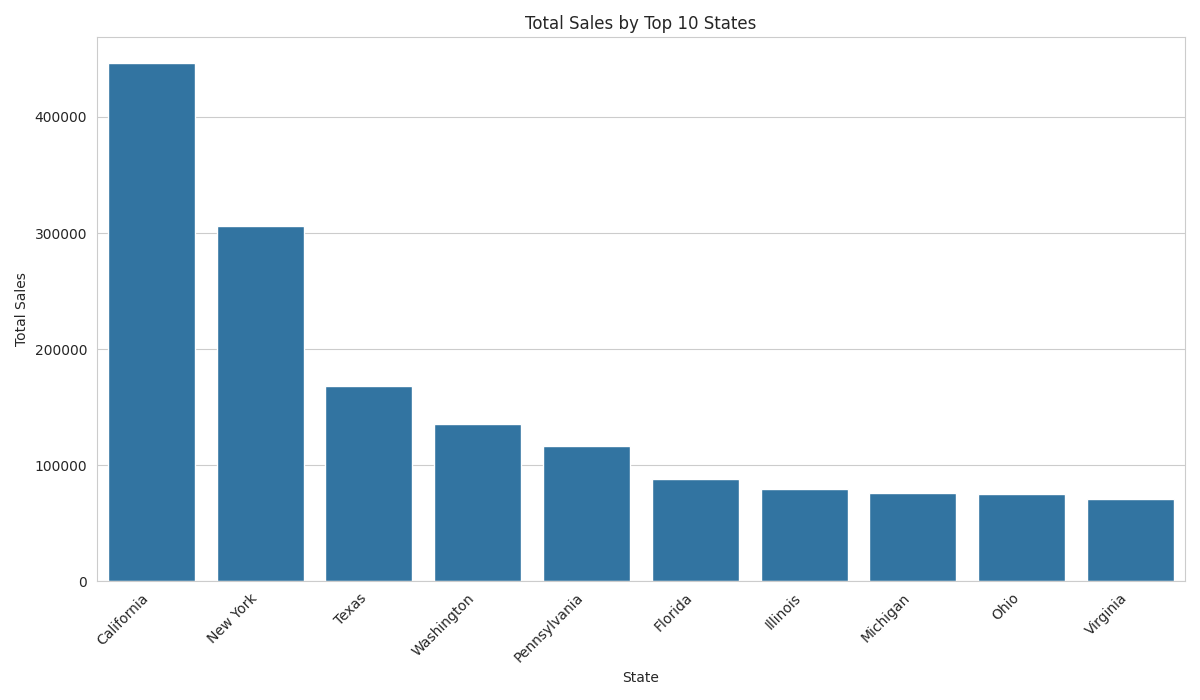 Total Sales by Top 10 States
Total Sales
400000
300000
200000
100000
0
California
New York
Texas
Washington
Pennsylvania
Florida
Illinois
Michigan
Ohio
Virginia
State